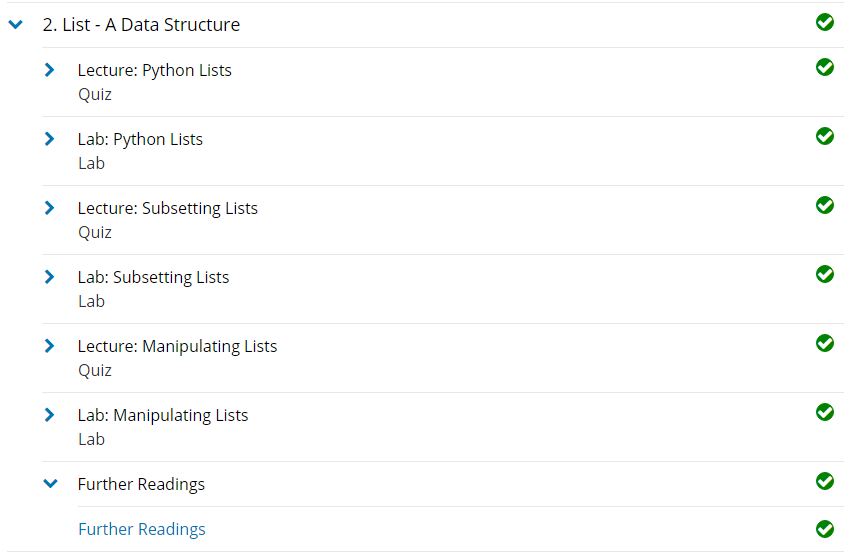 2. List - A Data Structure
Lecture: Python Lists
Quiz
Lab: Python Lists
Lab
Lecture: Subsetting Lists
Quiz
Lab: Subsetting Lists
Lab
Lecture: Manipulating Lists
Quiz
Lab: Manipulating Lists
Lab
Further Readings
Further Readings